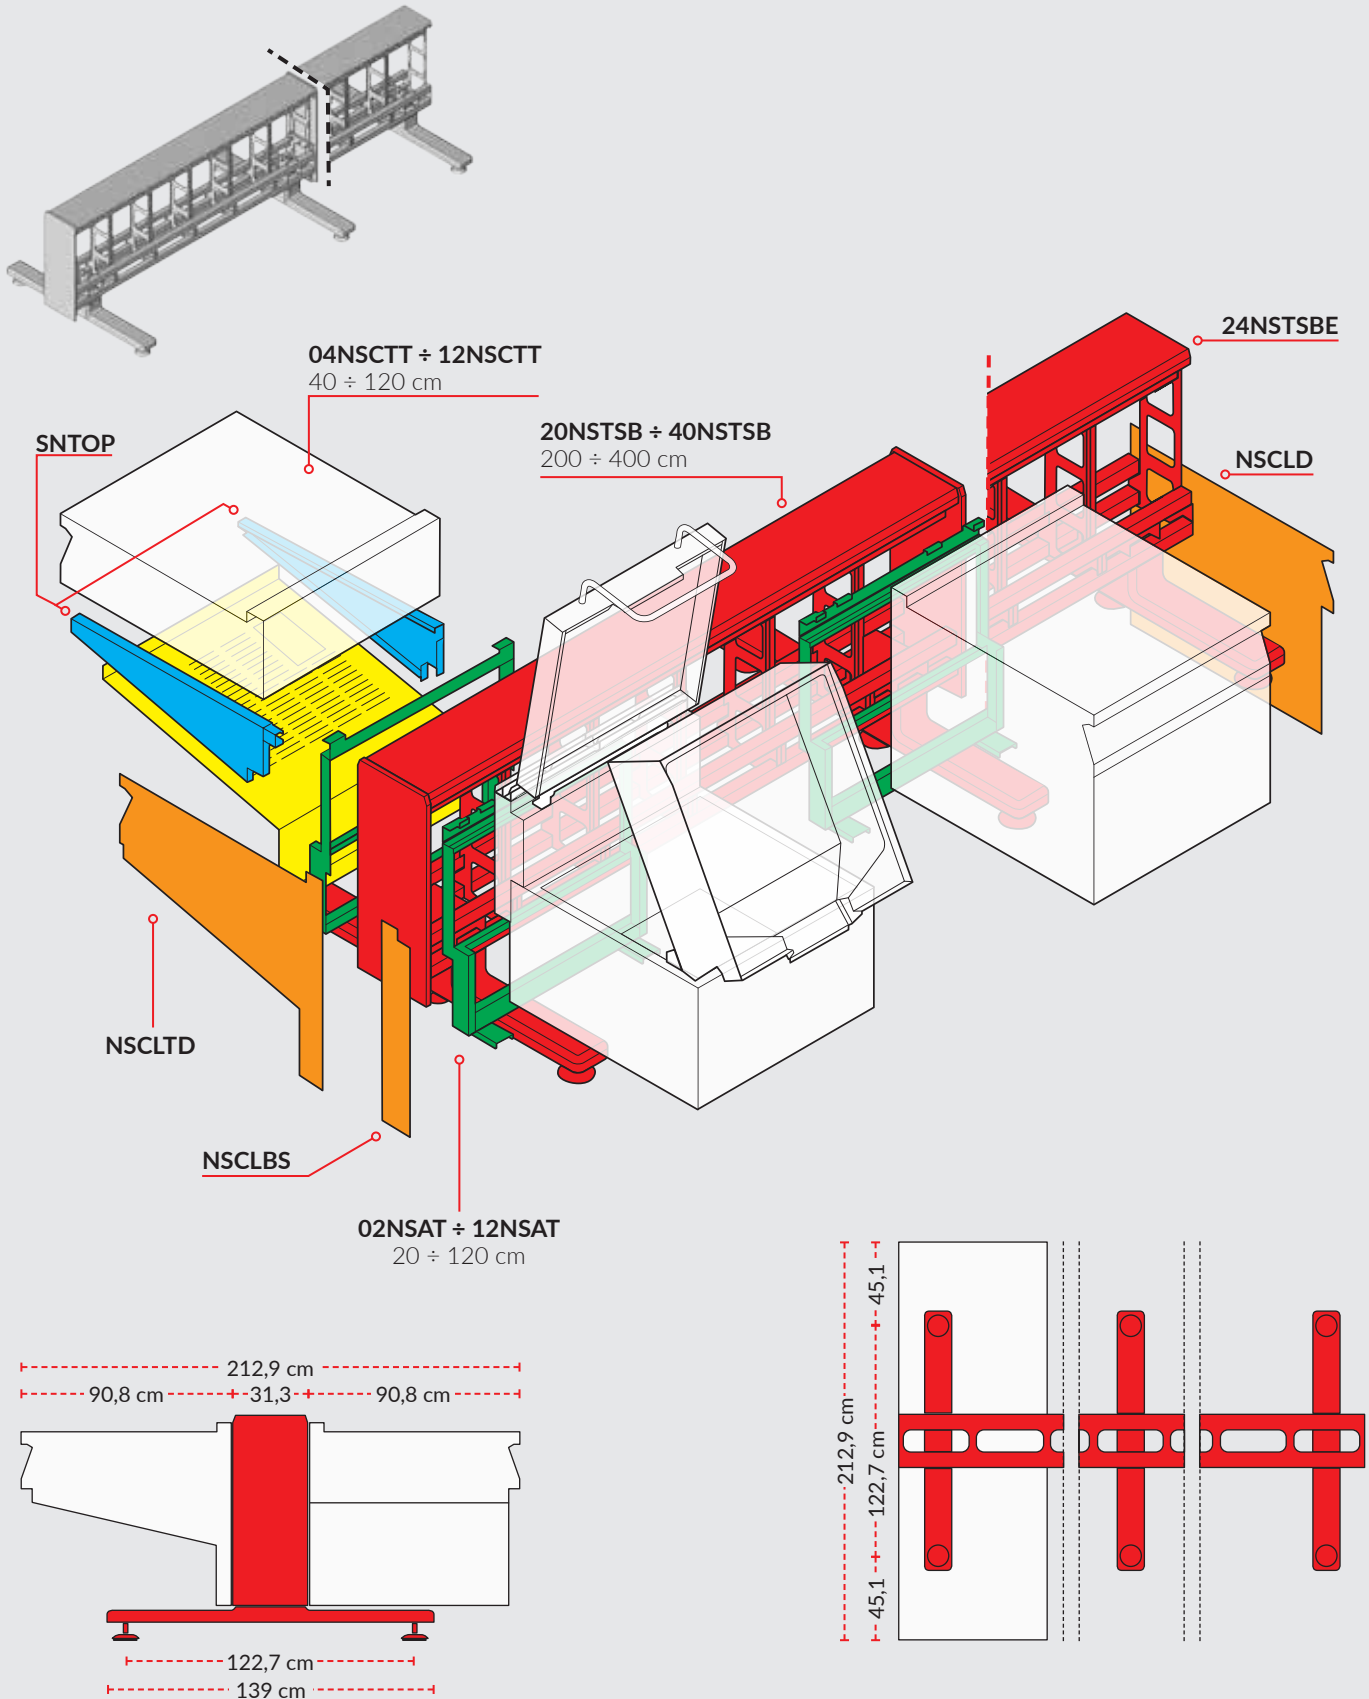 24NSTSBE
04NSCTT ÷ 12NSCTT
40 ÷ 120 cm
SNTOP
20NSTSB ÷ 40NSTSB
200 ÷ 400 cm
NSCLD
NSCLTD
NSCLBS
02NSAT ÷ 12NSAT
20 ÷ 120 cm
212,9 cm
90,8 cm
31,3
90,8 cm
122,7 cm
139 cm
212,9 cm
45,1
122,7 cm
45,1